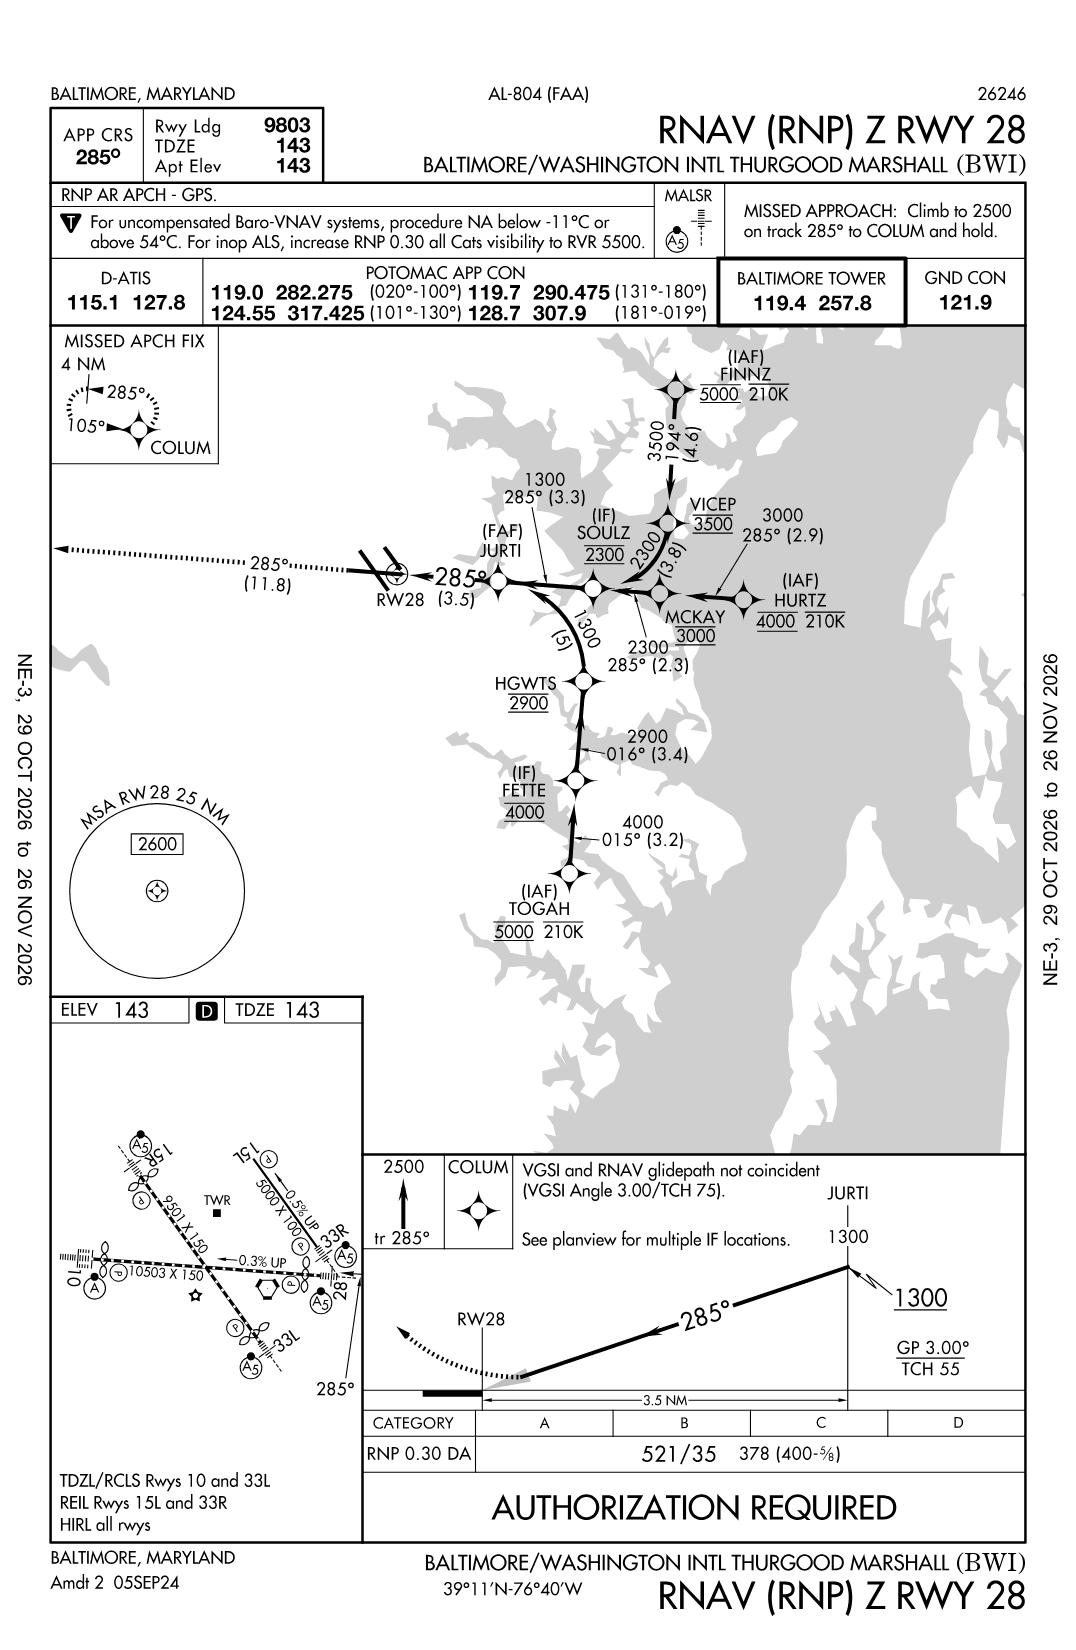 BALTIMORE, MARYLAND
AL-804 (FAA)
26246
APP CRS
285°
Rwy Ldg 9803
TDZE 143
Apt Elev 143
RNAV (RNP) Z RWY 28
BALTIMORE/WASHINGTON INTL THURGOOD MARSHALL (BWI)
RNP AR APCH - GPS.
T For uncompensated Baro-VNAV systems, procedure NA below -11°C or
above 54°C. For inop ALS, increase RNP 0.30 all Cats visibility to RVR 5500.
MALSR
A5
MISSED APPROACH: Climb to 2500
on track 285° to COLUM and hold.
D-ATIS
115.1 127.8
POTOMAC APP CON
119.0 282.275 (020°-100°) 119.7 290.475 (131°-180°)
124.55 317.425 (101°-130°) 128.7 307.9 (181°-019°)
BALTIMORE TOWER
119.4 257.8
GND CON
121.9
MISSED APCH FIX
4 NM
285°
105°
COLUM
(IAF)
FINNZ
5000 210K
3500
194°
(4.6)
1300
285° (3.3)
VICEP
3500
(IF)
SOULZ
2300
3000
285° (2.9)
(FAF)
JURTI
2300
(3.8)
285°
(11.8)
RW28
285°
(3.5)
(IAF)
HURTZ
4000 210K
MCKAY
3000
1300
(5)
2300
285° (2.3)
HGWTS
2900
2900
016° (3.4)
(IF)
FETTE
4000
4000
015° (3.2)
(IAF)
TOGAH
5000 210K
MSA RW28 25 NM
2600
NE-3, 29 OCT 2026 to 26 NOV 2026
NE-3, 29 OCT 2026 to 26 NOV 2026
ELEV 143
D
TDZE 143
A5
15R
P
15L
P
9501 X 150
TWR
5000 X 100
0.5% UP
33R
P
A5
0.3% UP
10
A
P
10503 X 150
P
28
A5
P
33L
A5
285°
TDZL/RCLS Rwys 10 and 33L
REIL Rwys 15L and 33R
HIRL all rwys
2500
tr 285°
COLUM
VGSI and RNAV glidepath not coincident
(VGSI Angle 3.00/TCH 75).
See planview for multiple IF locations.
JURTI
1300
1300
285°
RW28
GP 3.00°
TCH 55
3.5 NM
CATEGORY A B C D
RNP 0.30 DA 521/35 378 (400-⅝)
AUTHORIZATION REQUIRED
BALTIMORE, MARYLAND
Amdt 2 05SEP24
39°11'N-76°40'W
BALTIMORE/WASHINGTON INTL THURGOOD MARSHALL (BWI)
RNAV (RNP) Z RWY 28